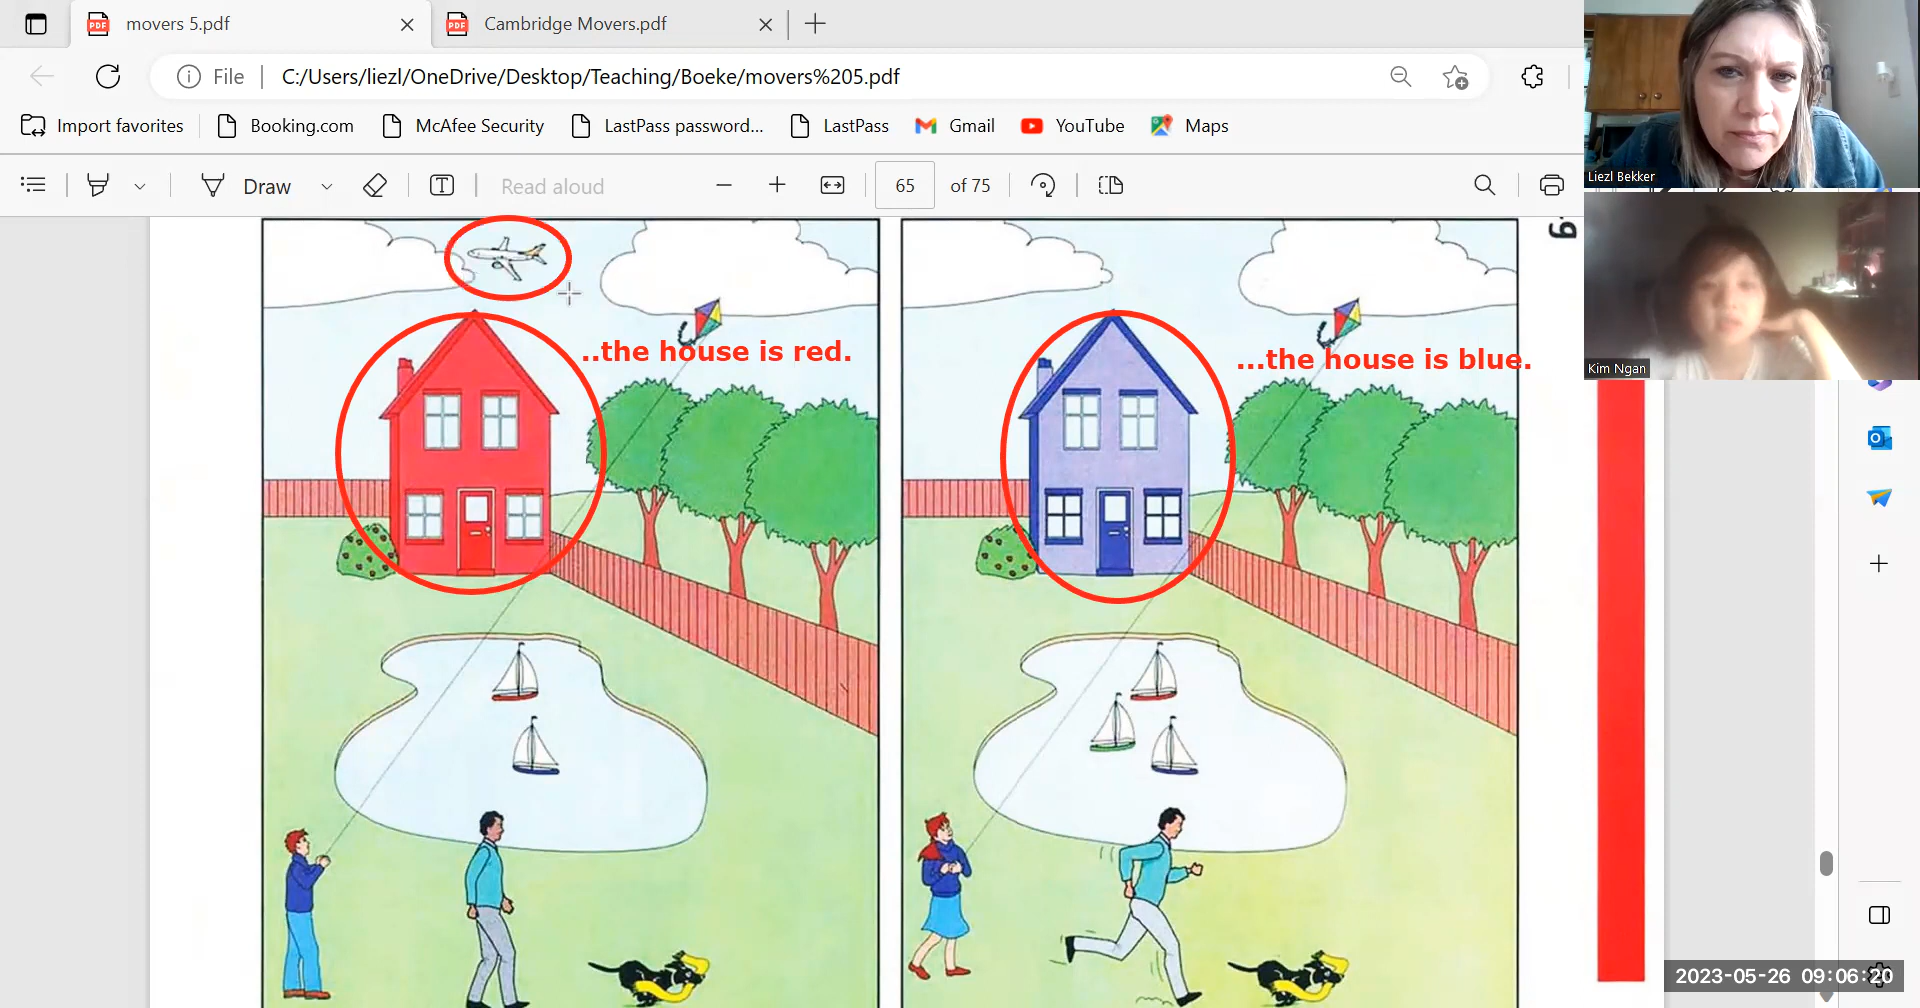 movers 5.pdf
Cambridge Movers.pdf
File
C:/Users/liezl/OneDrive/Desktop/Teaching/Boeke/movers%205.pdf
Import favorites
Booking.com
McAfee Security
LastPass password...
LastPass
Gmail
YouTube
Maps
Draw
Read aloud
65
of 75
Liezl Bekker
Kim Ngan
..the house is red.
...the house is blue.
2023-05-26 09:06:20